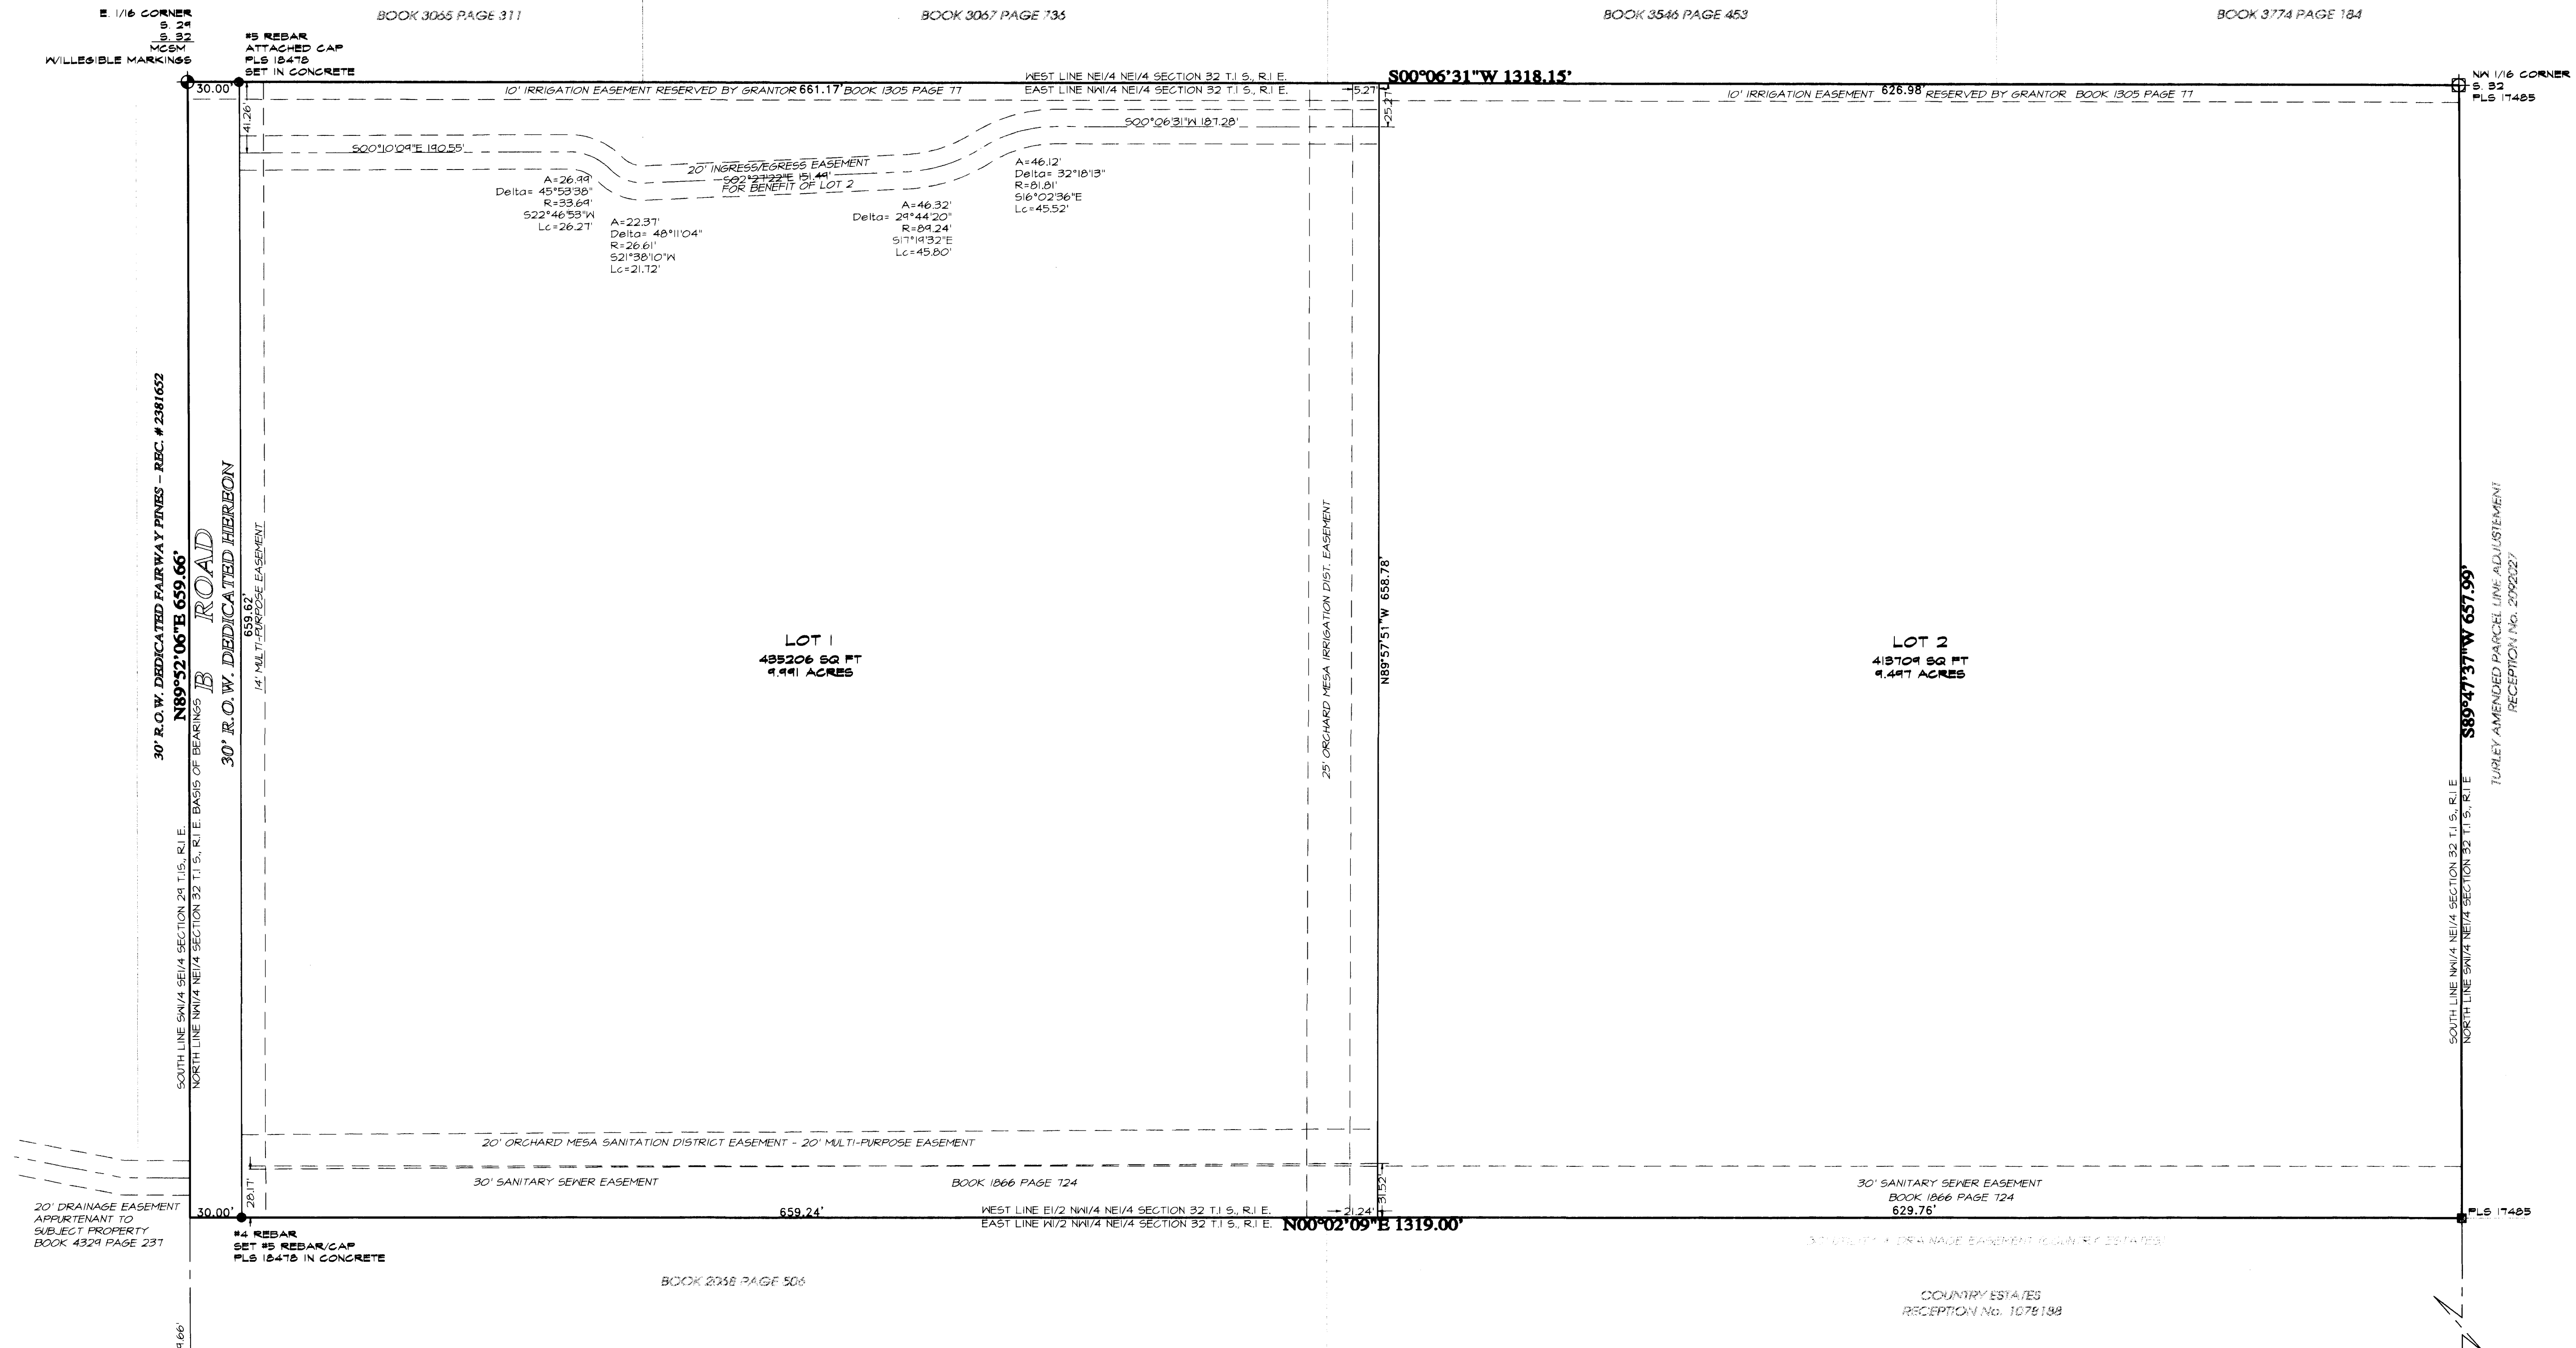 E. 1/16 CORNER
S. 29
S. 32
MCSM
W/ILLEGIBLE MARKINGS
#5 REBAR
ATTACHED CAP
PLS 18478
SET IN CONCRETE
BOOK 3065 PAGE 311
BOOK 3067 PAGE 736
BOOK 3546 PAGE 453
BOOK 3774 PAGE 184
NW 1/16 CORNER
S. 32
PLS 17485
WEST LINE NE1/4 NE1/4 SECTION 32 T.1 S., R.1 E.
EAST LINE NW1/4 NE1/4 SECTION 32 T.1 S., R.1 E.
S00°06'31"W 1318.15'
30.00'
10' IRRIGATION EASEMENT RESERVED BY GRANTOR 661.17' BOOK 1305 PAGE 77
5.27'
25.27'
10' IRRIGATION EASEMENT 626.98' RESERVED BY GRANTOR BOOK 1305 PAGE 77
41.26'
S00°10'09"E 190.55'
20' INGRESS/EGRESS EASEMENT
S02°27'22"E 151.49'
FOR BENEFIT OF LOT 2
S00°06'31"W 187.28'
A=26.99'
Delta= 45°53'38"
R=33.69'
S22°46'53"W
Lc=26.27'
A=22.37'
Delta= 48°11'04"
R=26.61'
S21°38'10"W
Lc=21.72'
A=46.32'
Delta= 29°44'20"
R=89.24'
S17°19'32"E
Lc=45.80'
A=46.12'
Delta= 32°18'13"
R=81.81'
S16°02'36"E
Lc=45.52'
30' R.O.W. DEDICATED FAIRWAY PINES - REC. # 2381652
N89°52'06"E 659.66'
B ROAD
30' R.O.W. DEDICATED HEREON
659.62'
14' MULTI-PURPOSE EASEMENT
SOUTH LINE SW1/4 SE1/4 SECTION 29 T.1S., R.1 E.
NORTH LINE NW1/4 NE1/4 SECTION 32 T.1 S., R.1 E. BASIS OF BEARINGS
LOT 1
435206 SQ FT
9.991 ACRES
25' ORCHARD MESA IRRIGATION DIST. EASEMENT
N89°57'51"W 658.78'
LOT 2
413709 SQ FT
9.497 ACRES
S89°47'37"W 657.99'
SOUTH LINE NW1/4 NE1/4 SECTION 32 T.1 S., R.1 E
NORTH LINE SW1/4 NE1/4 SECTION 32 T.1 S., R.1 E
TURLEY AMENDED PARCEL LINE ADJUSTEMENT
RECEPTION No. 2092027
20' ORCHARD MESA SANITATION DISTRICT EASEMENT - 20' MULTI-PURPOSE EASEMENT
28.17'
30' SANITARY SEWER EASEMENT
BOOK 1866 PAGE 724
31.52'
30' SANITARY SEWER EASEMENT
BOOK 1866 PAGE 724
20' DRAINAGE EASEMENT
APPURTENANT TO
SUBJECT PROPERTY
BOOK 4329 PAGE 237
30.00'
659.24'
WEST LINE E1/2 NW1/4 NE1/4 SECTION 32 T.1 S., R.1 E.
EAST LINE W1/2 NW1/4 NE1/4 SECTION 32 T.1 S., R.1 E.
21.24'
N00°02'09"E 1319.00'
629.76'
PLS 17485
#4 REBAR
SET #5 REBAR/CAP
PLS 18478 IN CONCRETE
DRAINAGE EASEMENT (COUNTRY ESTATES)
BOOK 2068 PAGE 506
COUNTRY ESTATES
RECEPTION No. 1078188
9.66'